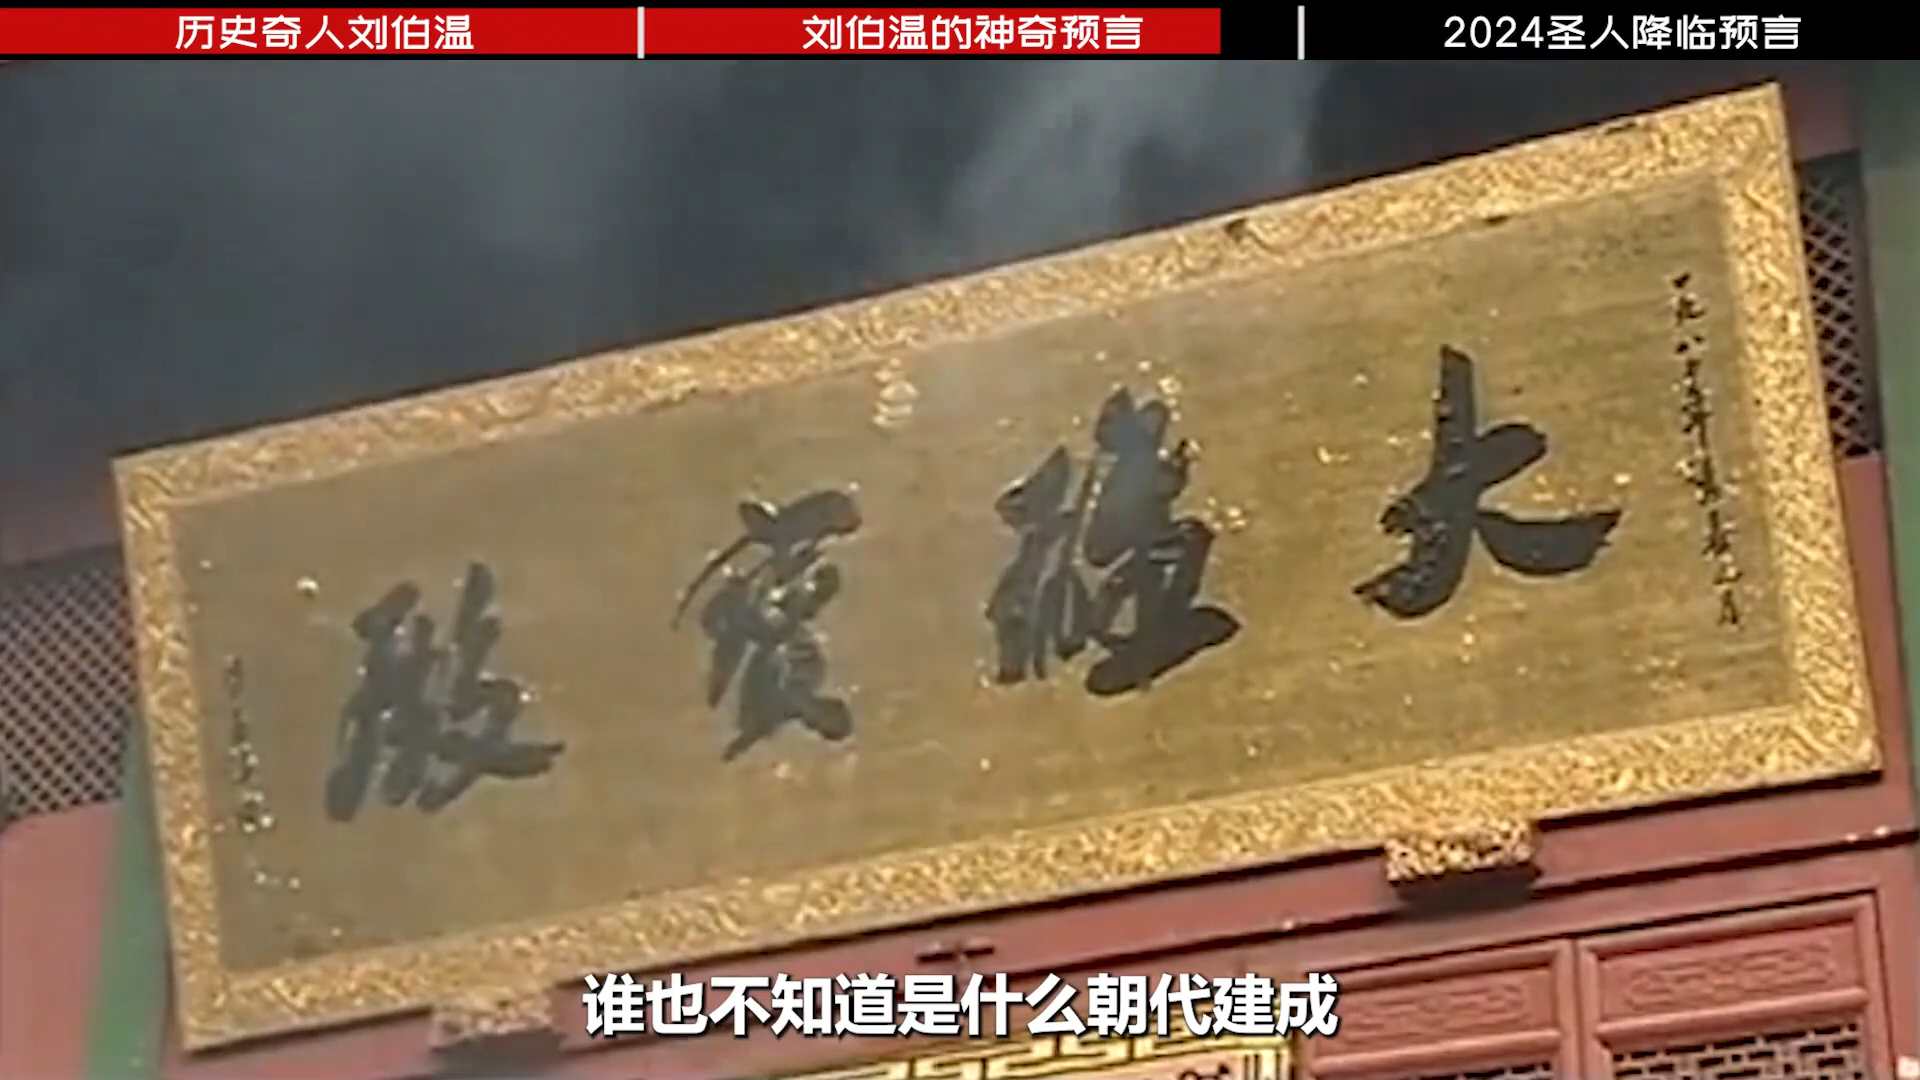 历史奇人刘伯温
刘伯温的神奇预言
2024圣人降临预言
大雄寳殿
谁也不知道是什么朝代建成